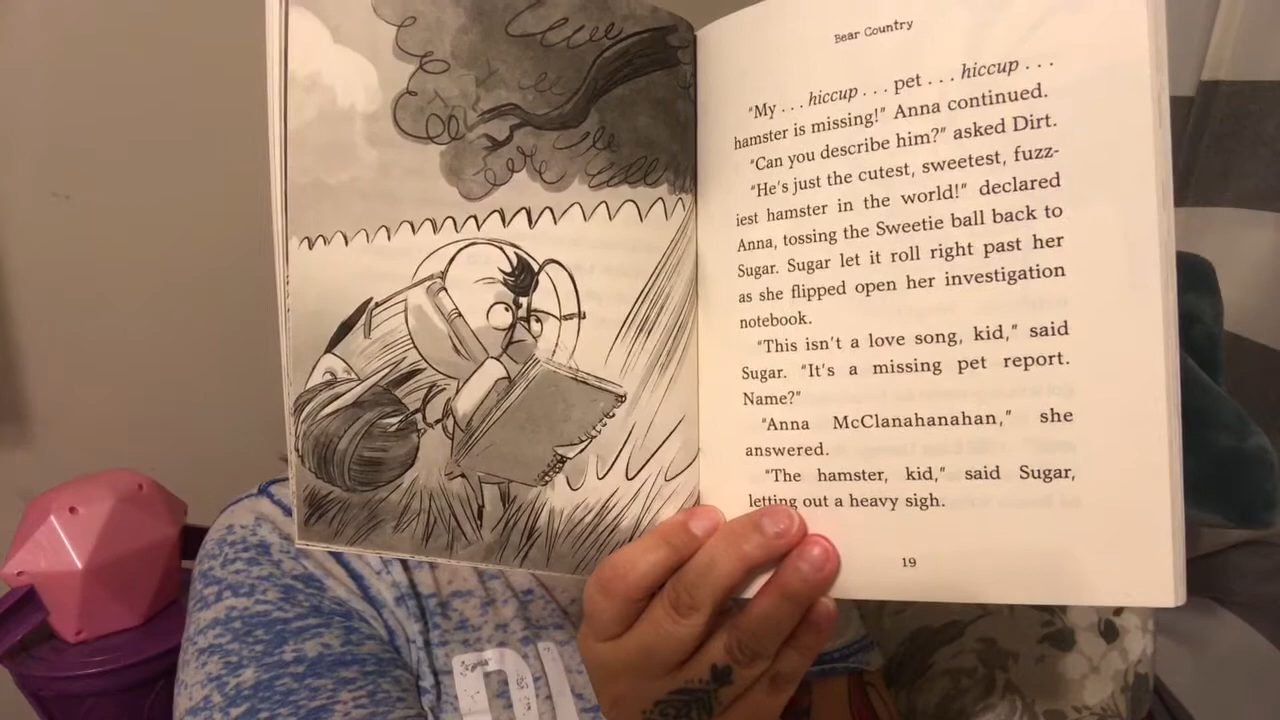 Bear Country
"My . . . hiccup . . . pet . . . hiccup . . .
hamster is missing!" Anna continued.
"Can you describe him?" asked Dirt.
"He's just the cutest, sweetest, fuzz-
iest hamster in the world!" declared
Anna, tossing the Sweetie ball back to
Sugar. Sugar let it roll right past her
as she flipped open her investigation
notebook.
"This isn't a love song, kid," said
Sugar. "It's a missing pet report.
Name?"
"Anna McClanahanahan," she
answered.
"The hamster, kid," said Sugar,
letting out a heavy sigh.
19